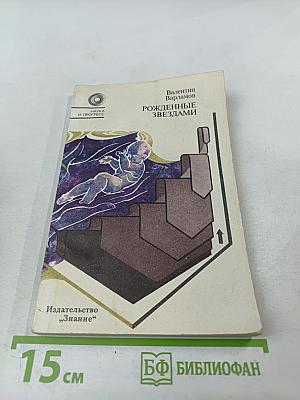 НАУКА
И ПРОГРЕСС
Валентин
Варламов
РОЖДЕННЫЕ
ЗВЕЗДАМИ
Издательство
„Знание"
15 см
БФ БИБЛИОФАН